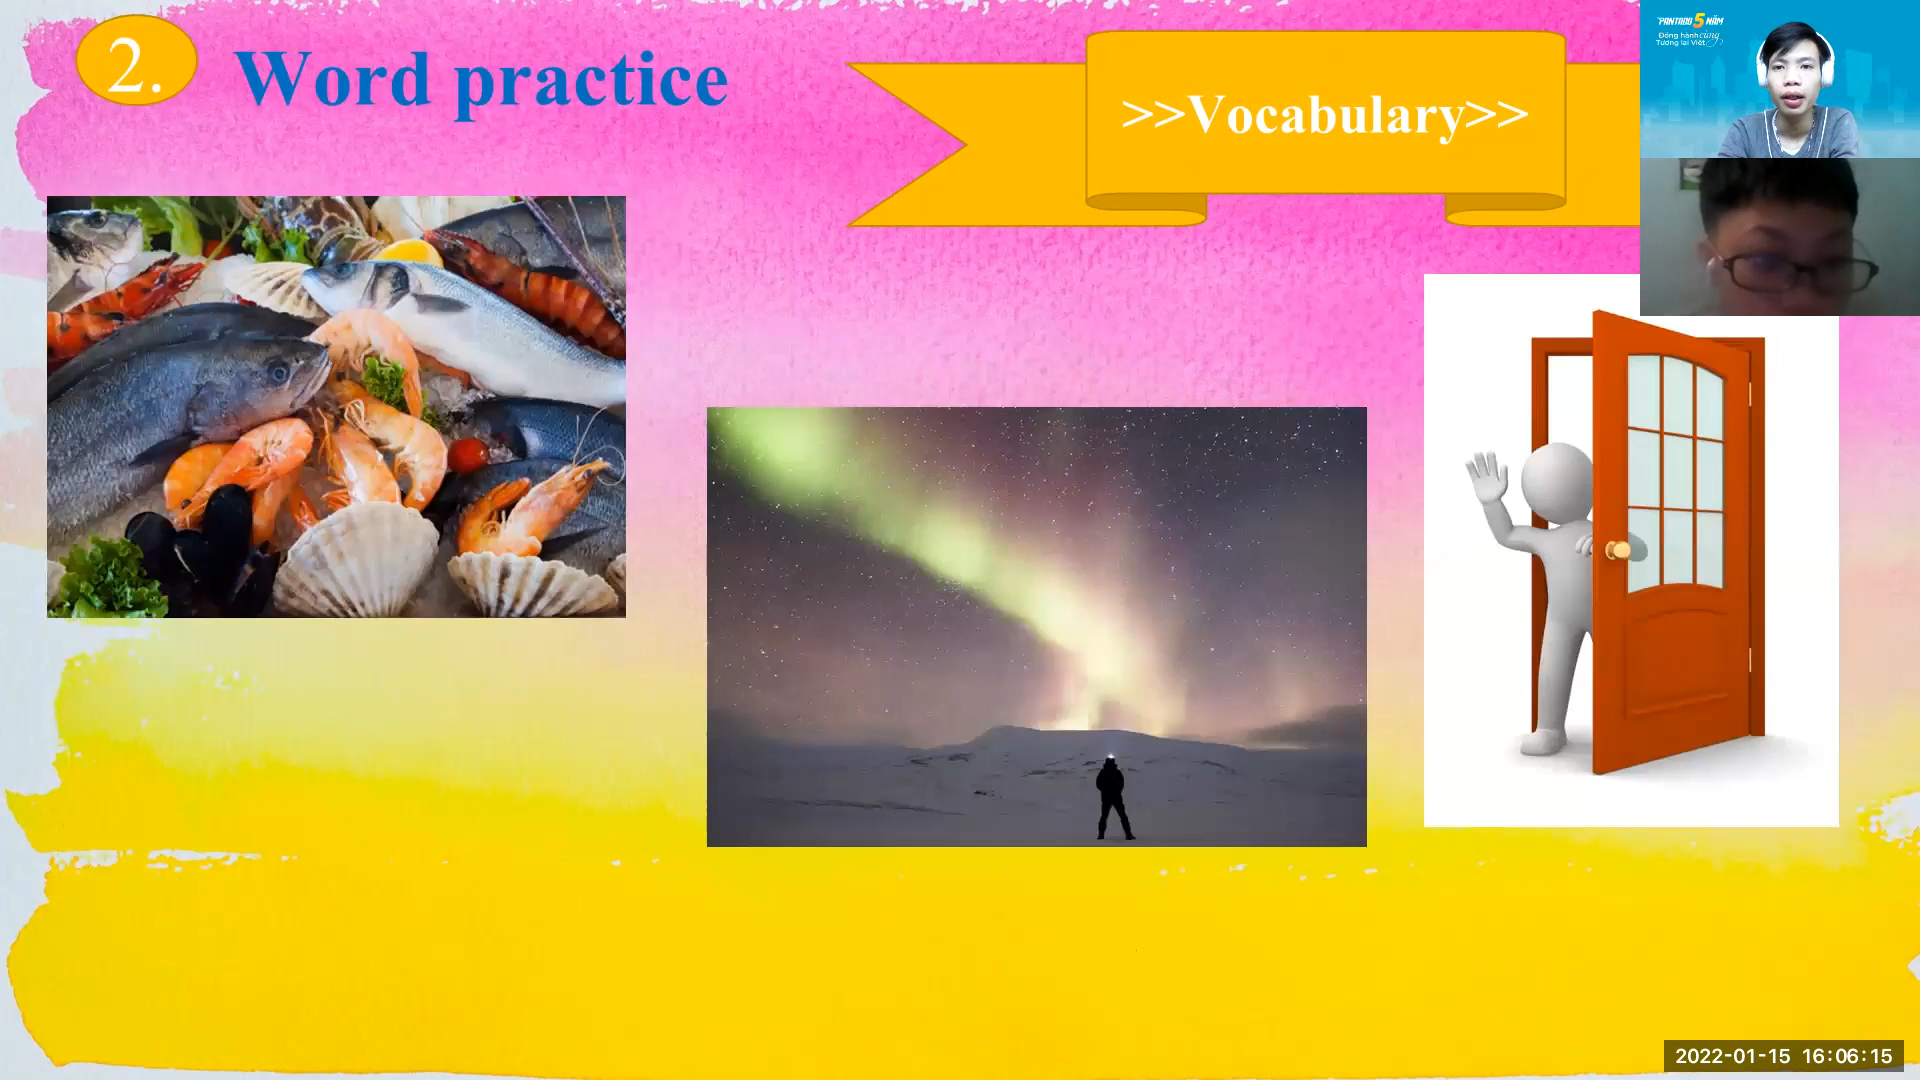 2.
Word practice
>>Vocabulary>>
PANTADO 5 NĂM
Đồng hành cùng
Tương lai Việt
2022-01-15 16:06:15